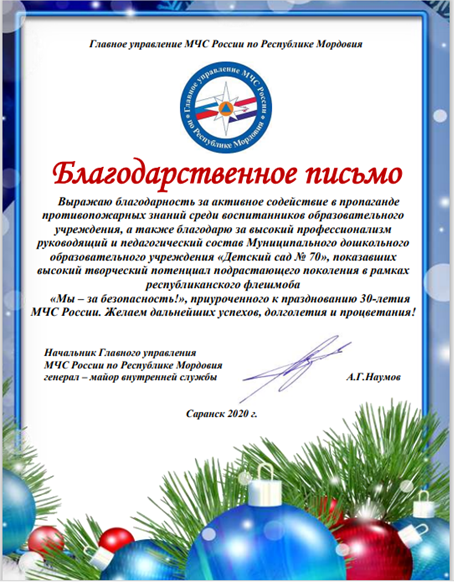 Главное управление МЧС России по Республике Мордовия
Главное управление МЧС России
по Республике Мордовия
Благодарственное письмо
Выражаю благодарность за активное содействие в пропаганде
противопожарных знаний среди воспитанников образовательного
учреждения, а также благодарю за высокий профессионализм
руководящий и педагогический состав Муниципального дошкольного
образовательного учреждения «Детский сад № 70», показавших
высокий творческий потенциал подрастающего поколения в рамках
республиканского флешмоба
«Мы – за безопасность!», приуроченного к празднованию 30-летия
МЧС России. Желаем дальнейших успехов, долголетия и процветания!
Начальник Главного управления
МЧС России по Республике Мордовия
генерал – майор внутренней службы А.Г.Наумов
Саранск 2020 г.